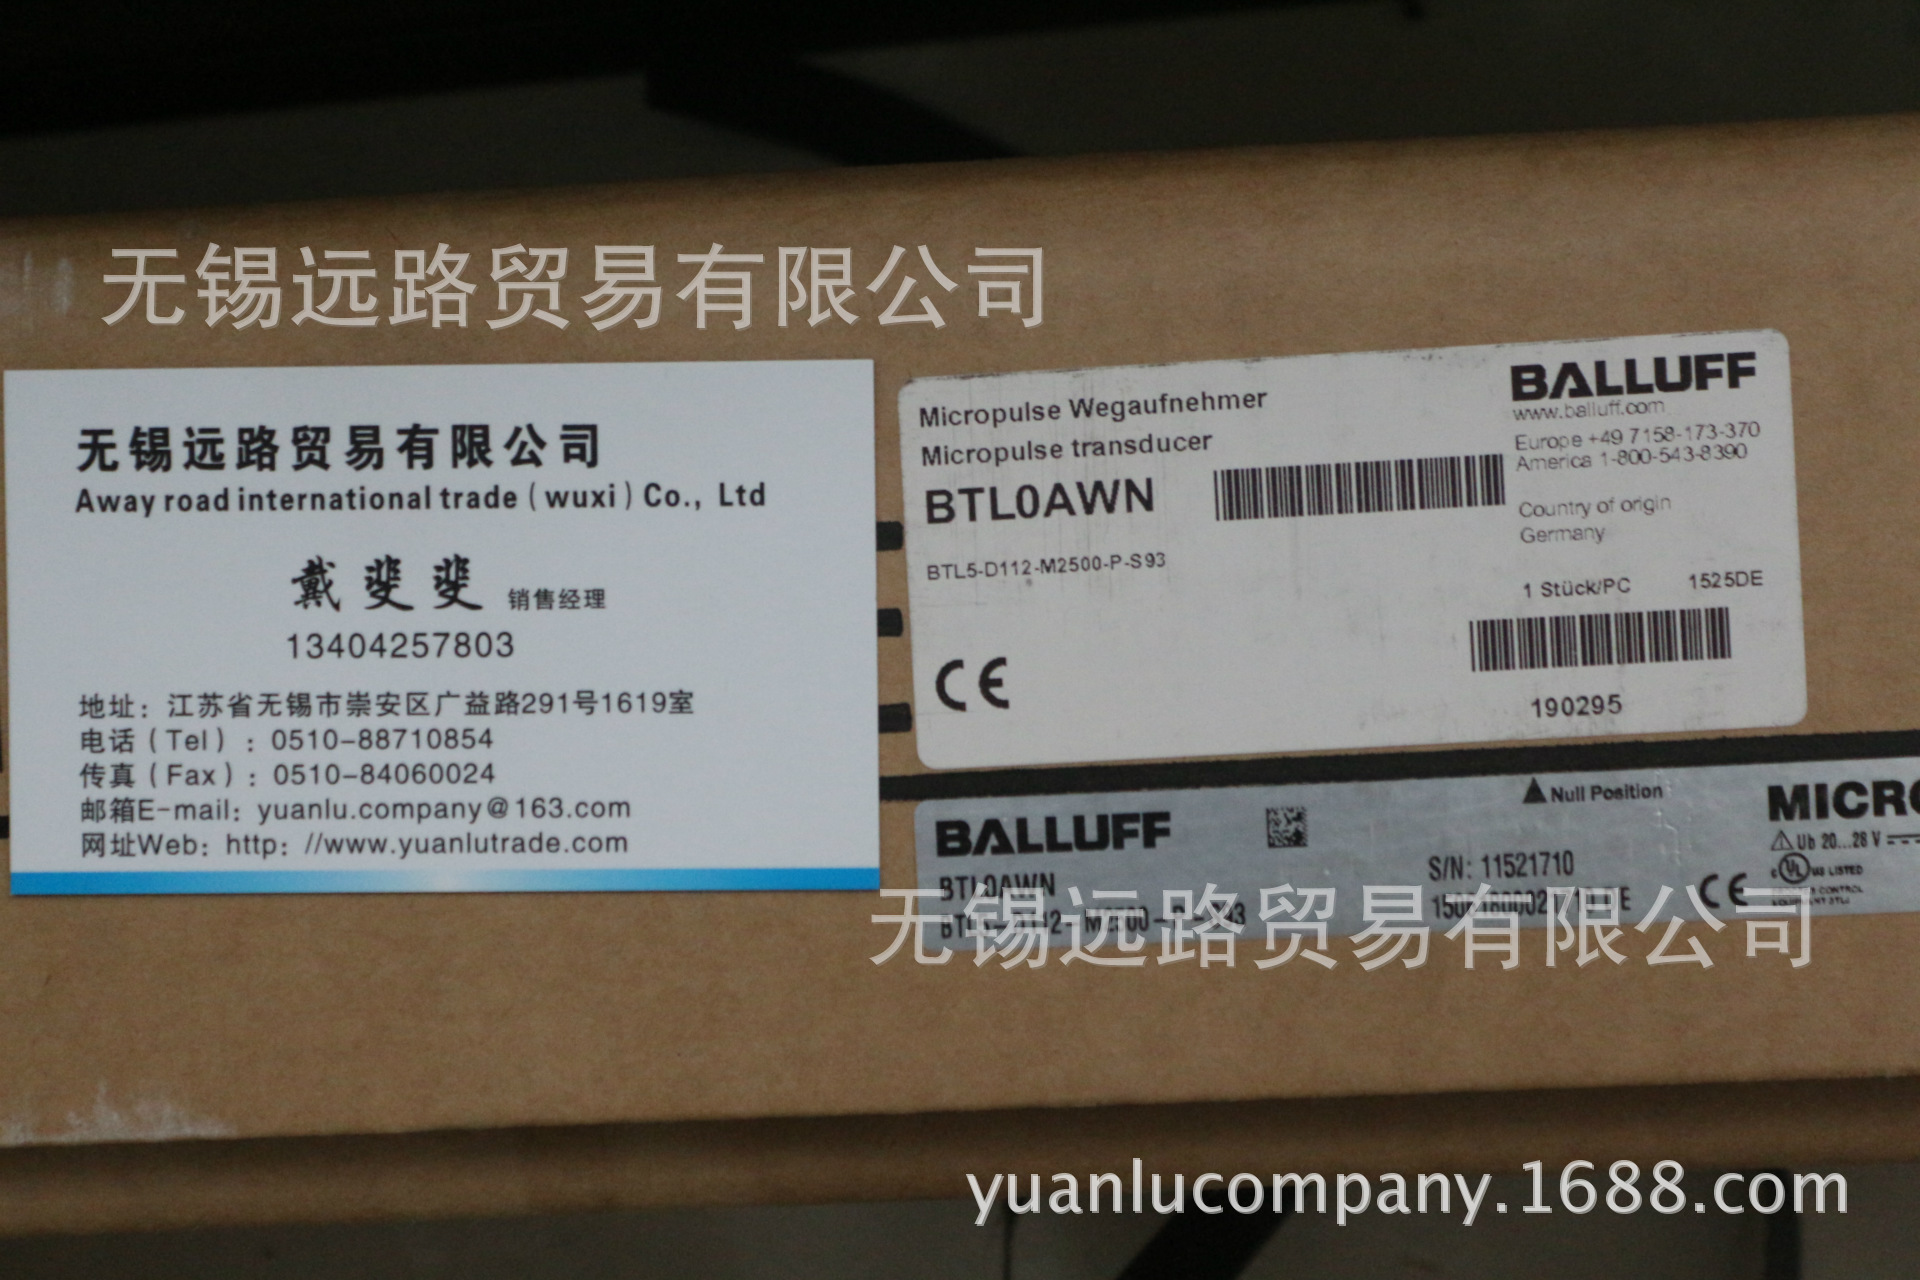 无锡远路贸易有限公司
无锡远路贸易有限公司
Away road international trade (wuxi) Co., Ltd
戴斐斐 销售经理
13404257803
地址：江苏省无锡市崇安区广益路291号1619室
电话（Tel）：0510-88710854
传真（Fax）：0510-84060024
邮箱E-mail：yuanlu.company@163.com
网址Web：http：//www.yuanlutrade.com
Micropulse Wegaufnehmer
Micropulse transducer
BTL0AWN
BTL5-D112-M2500-P-S93
CE
BALLUFF
www.balluff.com
Europe +49 7158-173-370
America 1-800-543-8390
Country of origin
Germany
1 Stück/PC 1525DE
190295
BALLUFF
BTL0AWN
BTL5-D112-M2500-P-S93
Null Position
S/N: 11521710
CE
MICRO
Ub 20...28 V
c UL us LISTED
无锡远路贸易有限公司
yuanlucompany.1688.com